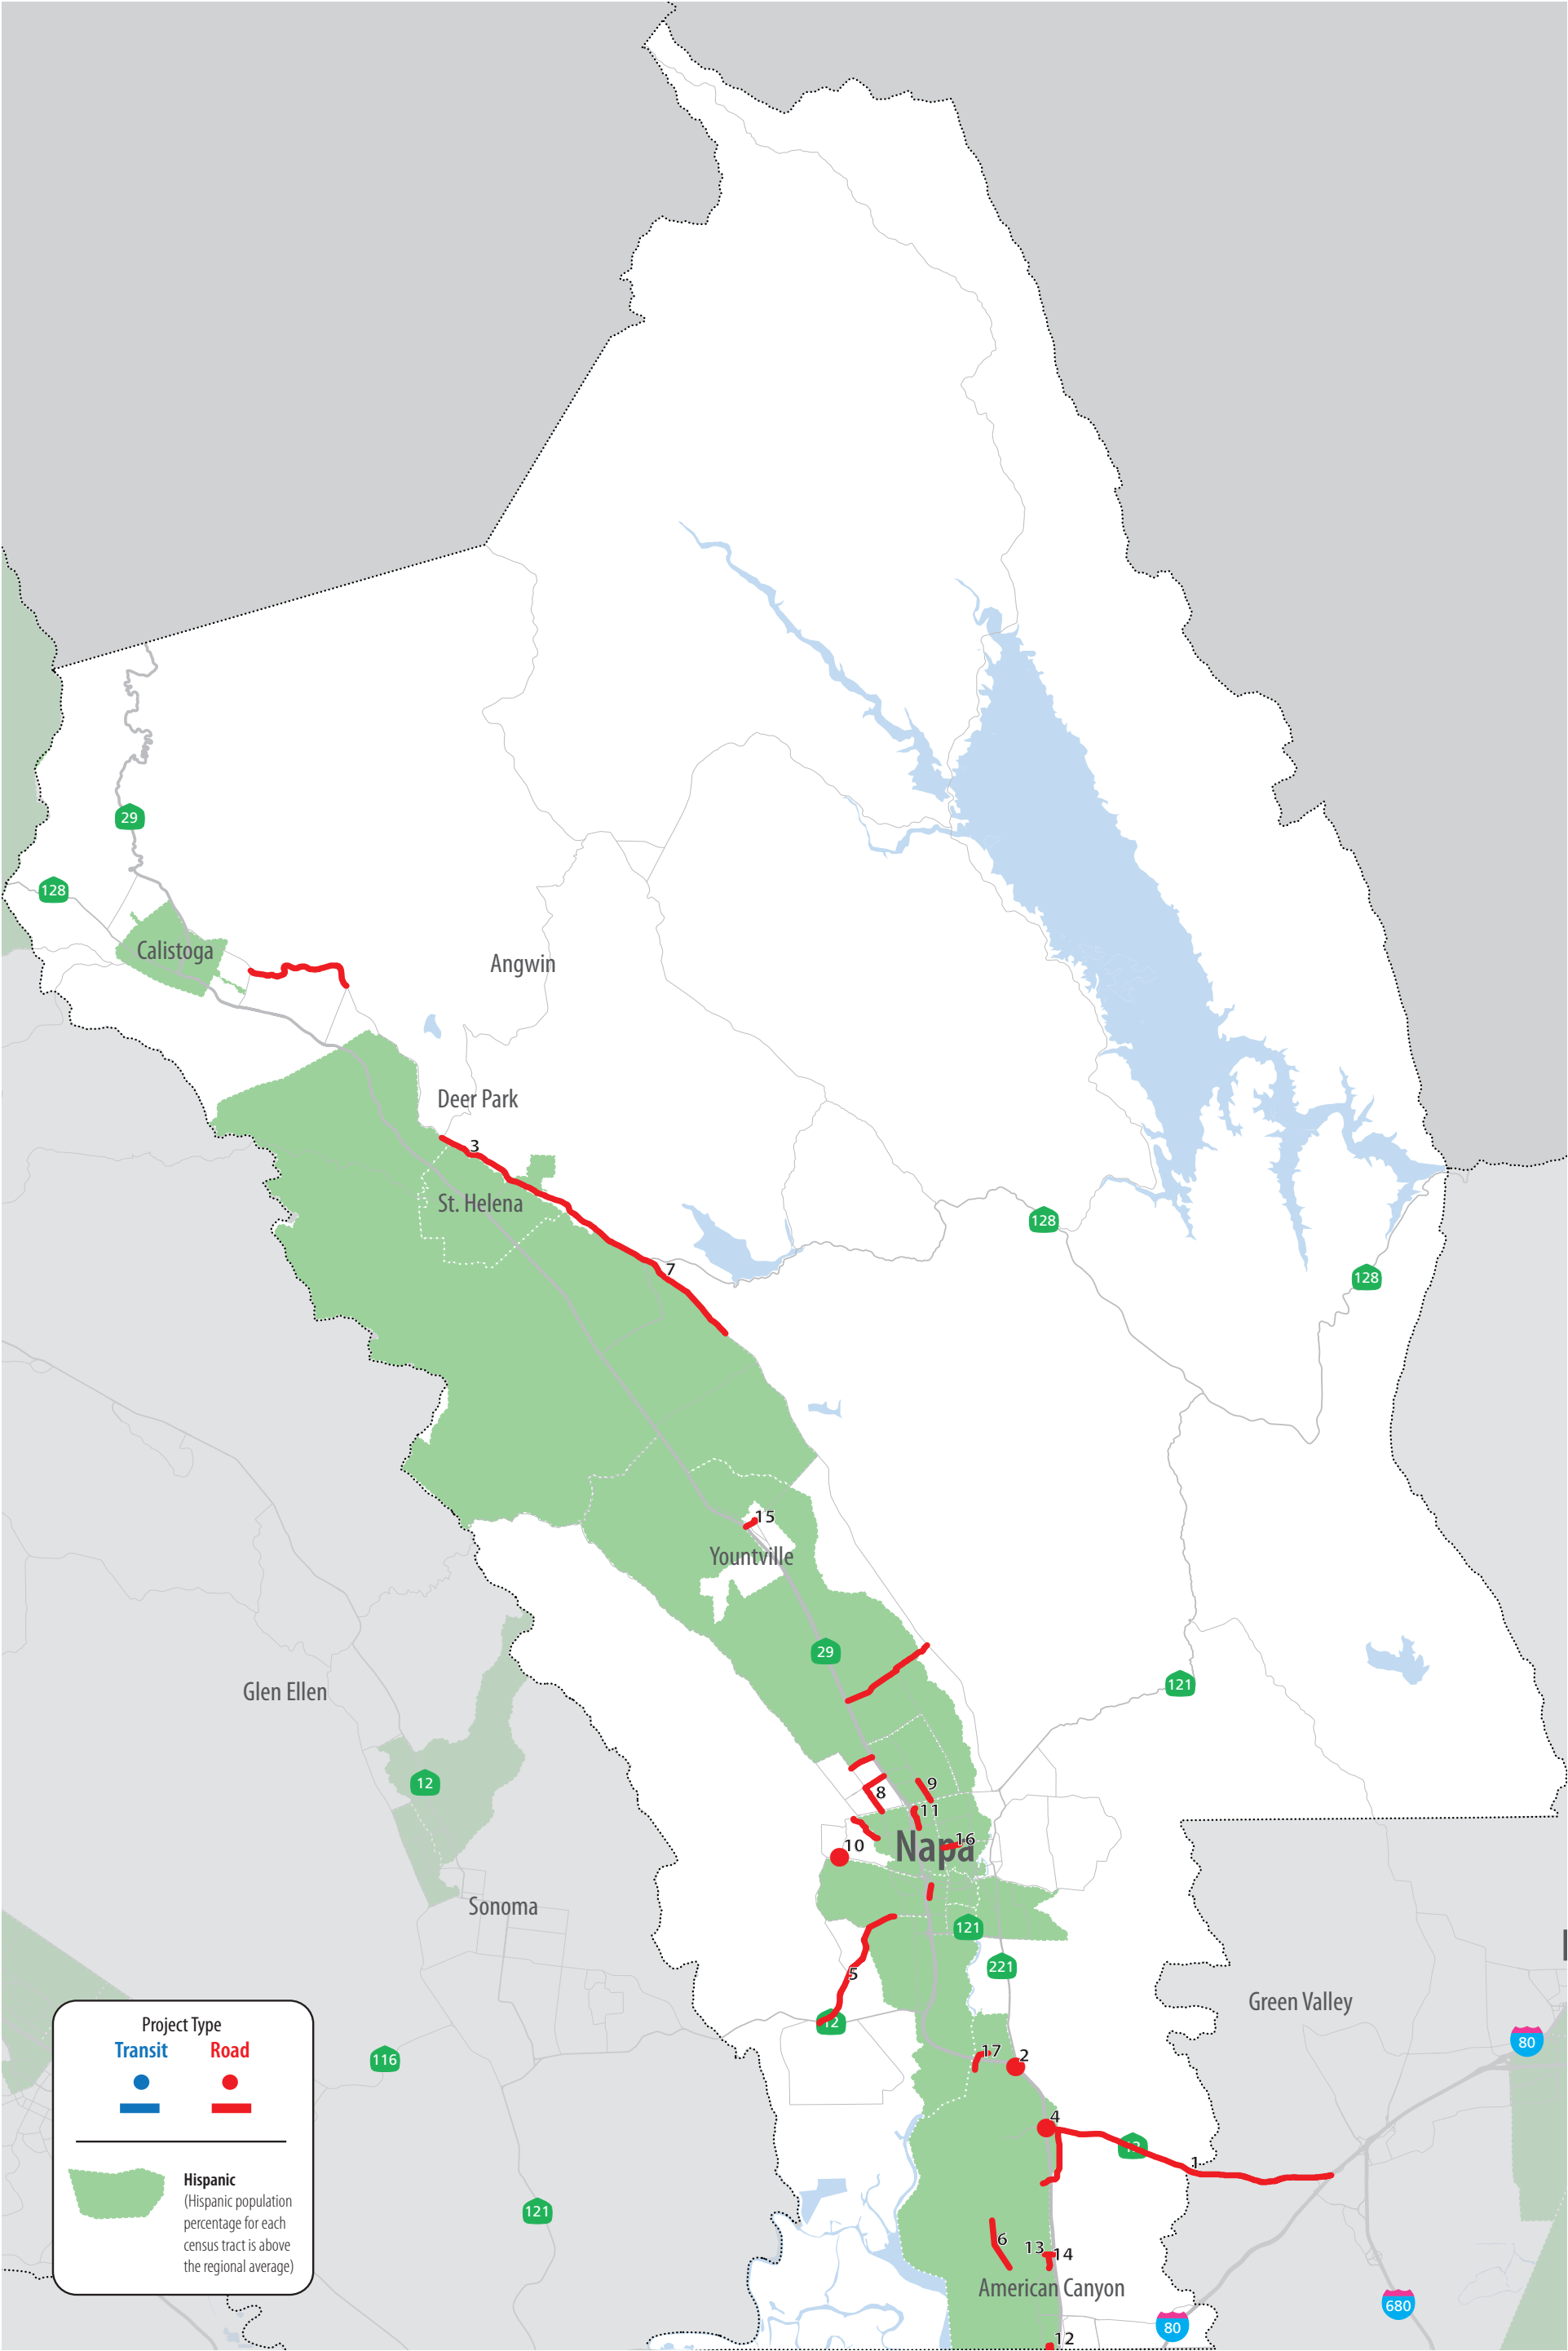 29
128
Calistoga
Angwin
Deer Park
3
St. Helena
128
7
128
15
Yountville
29
121
Glen Ellen
12
9
8
11
16
Napa
10
Sonoma
121
221
5
Green Valley
12
80
17
2
116
4
12
1
121
6
13
14
American Canyon
680
80
12
Project Type
Transit
Road
Hispanic
(Hispanic population
percentage for each
census tract is above
the regional average)